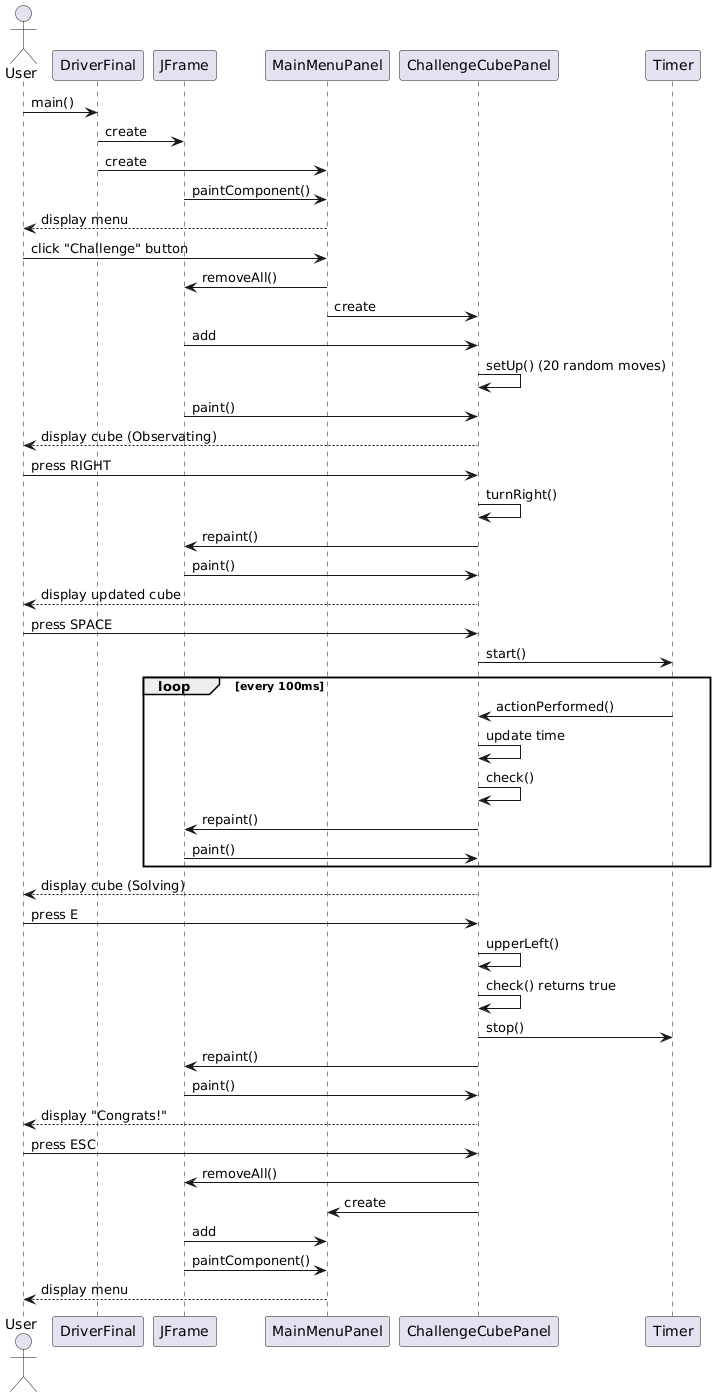 User
DriverFinal
JFrame
MainMenuPanel
ChallengeCubePanel
Timer
main()
create
create
paintComponent()
display menu
click "Challenge" button
removeAll()
create
add
setUp() (20 random moves)
paint()
display cube (Observating)
press RIGHT
turnRight()
repaint()
paint()
display updated cube
press SPACE
start()
loop
[every 100ms]
actionPerformed()
update time
check()
repaint()
paint()
display cube (Solving)
press E
upperLeft()
check() returns true
stop()
repaint()
paint()
display "Congrats!"
press ESC
removeAll()
create
add
paintComponent()
display menu
User
DriverFinal
JFrame
MainMenuPanel
ChallengeCubePanel
Timer